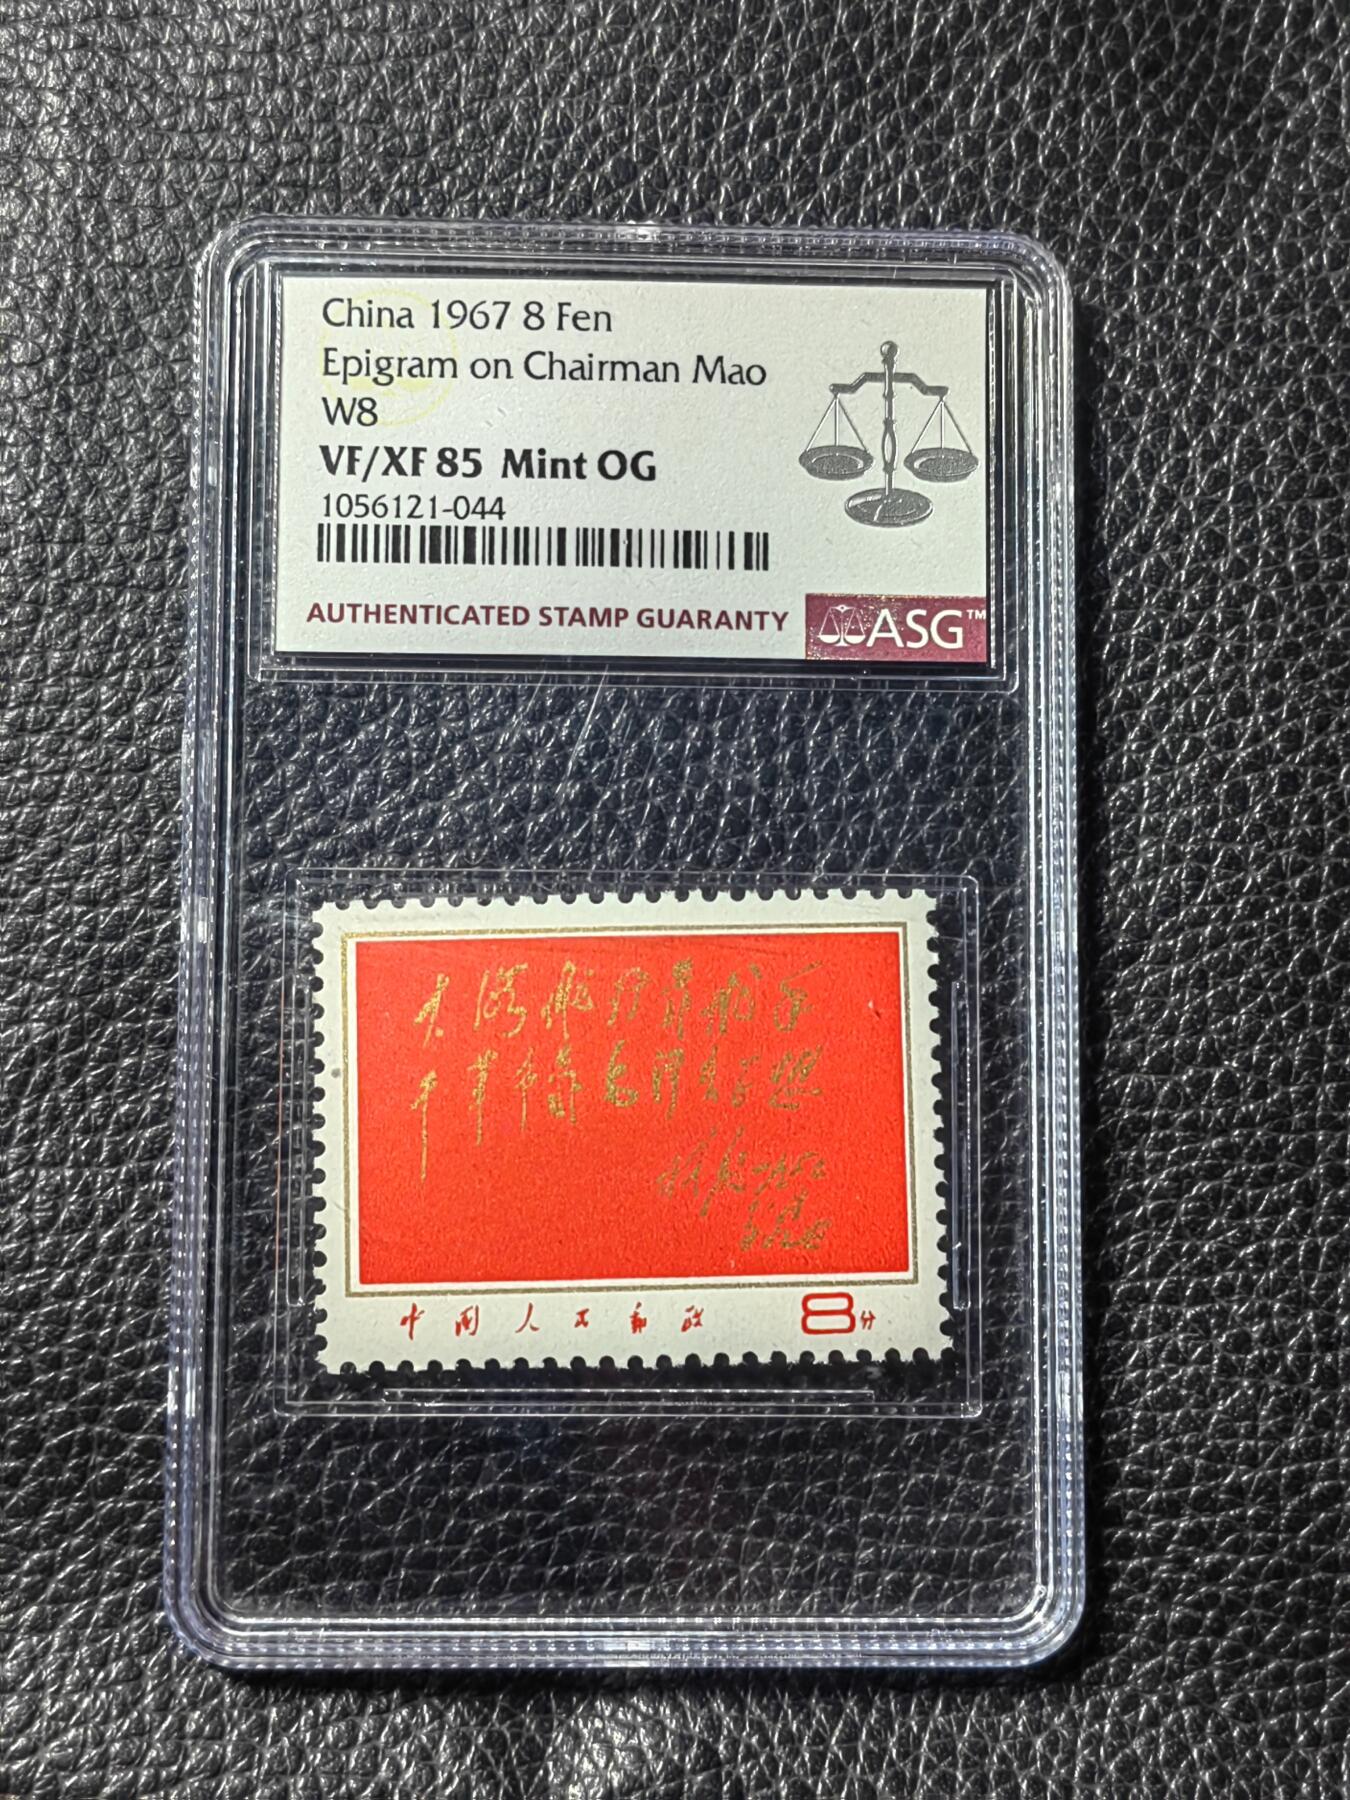 China 1967 8 Fen
Epigram on Chairman Mao
W8
VF/XF 85 Mint OG
1056121-044
AUTHENTICATED STAMP GUARANTY
ASG™
大海航行靠舵手
干革命靠毛泽东思想
中国人民邮政 8分